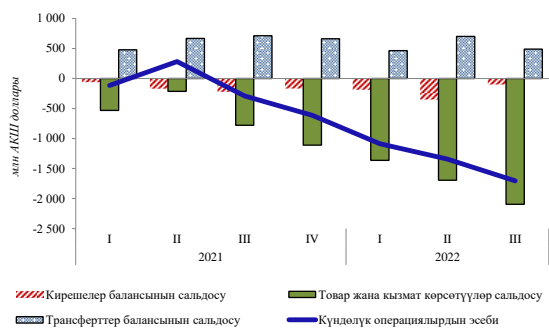 млн АКШ доллары
1 000
500
0
-500
-1 000
-1 500
-2 000
-2 500
I II III IV I II III
2021 2022
Кирешелер балансынын сальдосу Товар жана кызмат көрсөтүүлөр сальдосу
Трансферттер балансынын сальдосу Күндөлүк операциялырдын эсеби